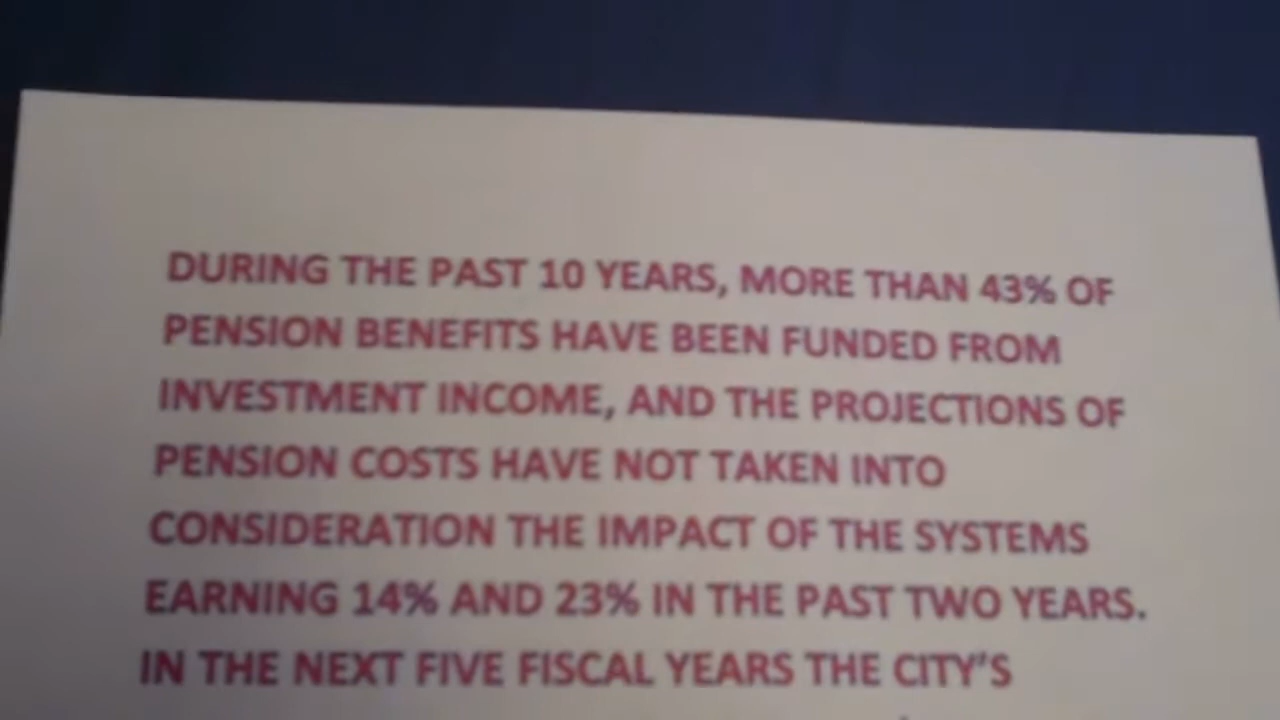 DURING THE PAST 10 YEARS, MORE THAN 43% OF
PENSION BENEFITS HAVE BEEN FUNDED FROM
INVESTMENT INCOME, AND THE PROJECTIONS OF
PENSION COSTS HAVE NOT TAKEN INTO
CONSIDERATION THE IMPACT OF THE SYSTEMS
EARNING 14% AND 23% IN THE PAST TWO YEARS.
IN THE NEXT FIVE FISCAL YEARS THE CITY'S